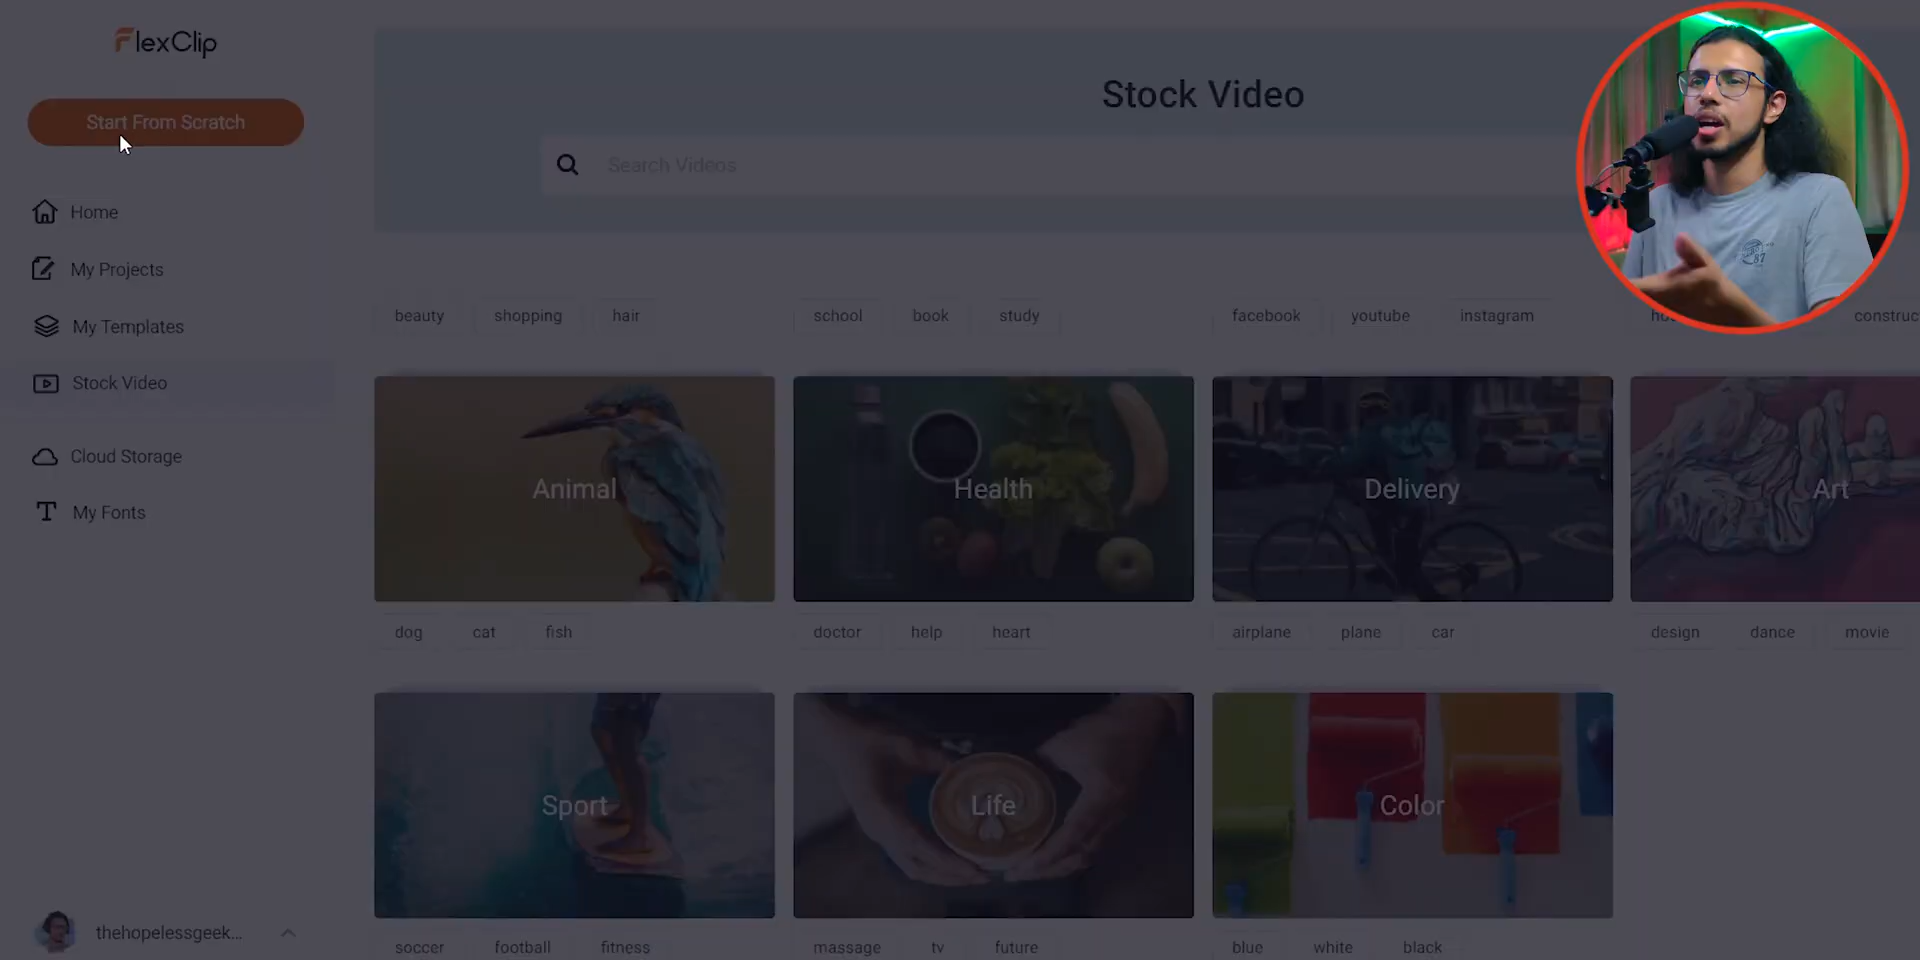 FlexClip
Start From Scratch
Home
My Projects
My Templates
Stock Video
Cloud Storage
My Fonts
thehopelessgeek...
Stock Video
Search Videos
beauty shopping hair school book study facebook youtube instagram construc
Animal Health Delivery Art
dog cat fish doctor help heart airplane plane car design dance movie
Sport Life Color
soccer football fitness massage tv future blue white black
87